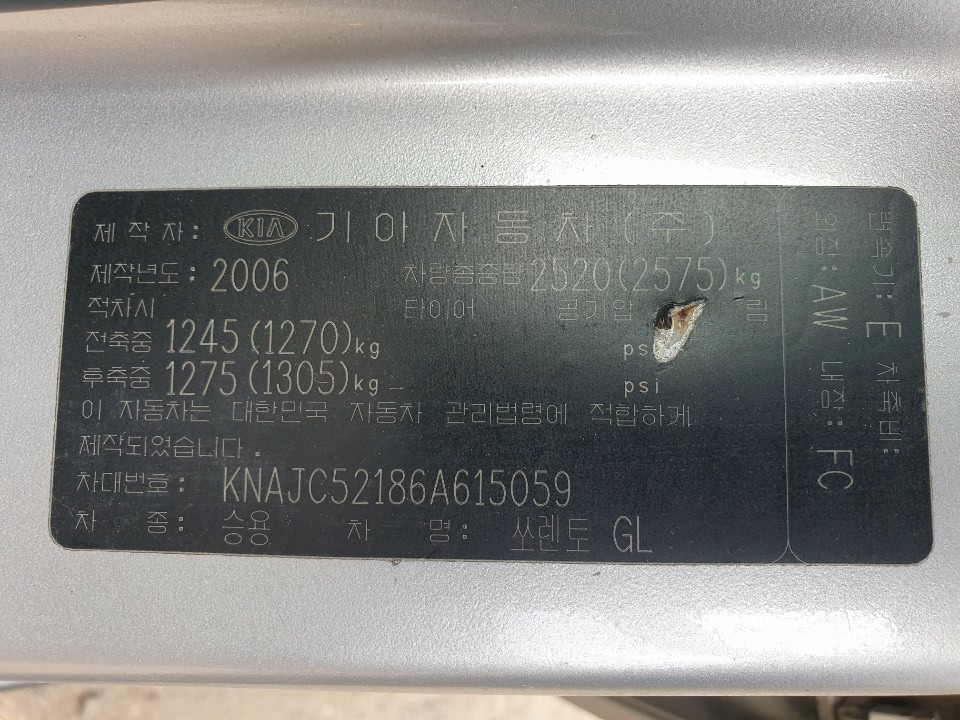 제 작 자 : KIA 기 아 자 동 차 ( 주 )
제작년도 : 2006 차량총중량 2520(2575)kg
적차시 타이어 공기압 림
전축중 1245(1270)kg psi
후축중 1275(1305)kg psi
이 자동차는 대한민국 자동차 관리법령에 적합하게
제작되었습니다 .
차대번호 : KNAJC52186A615059
차 종 : 승용 차 명 : 쏘렌토 GL
변속기: E 차축비:
외장: AW 내장: FC